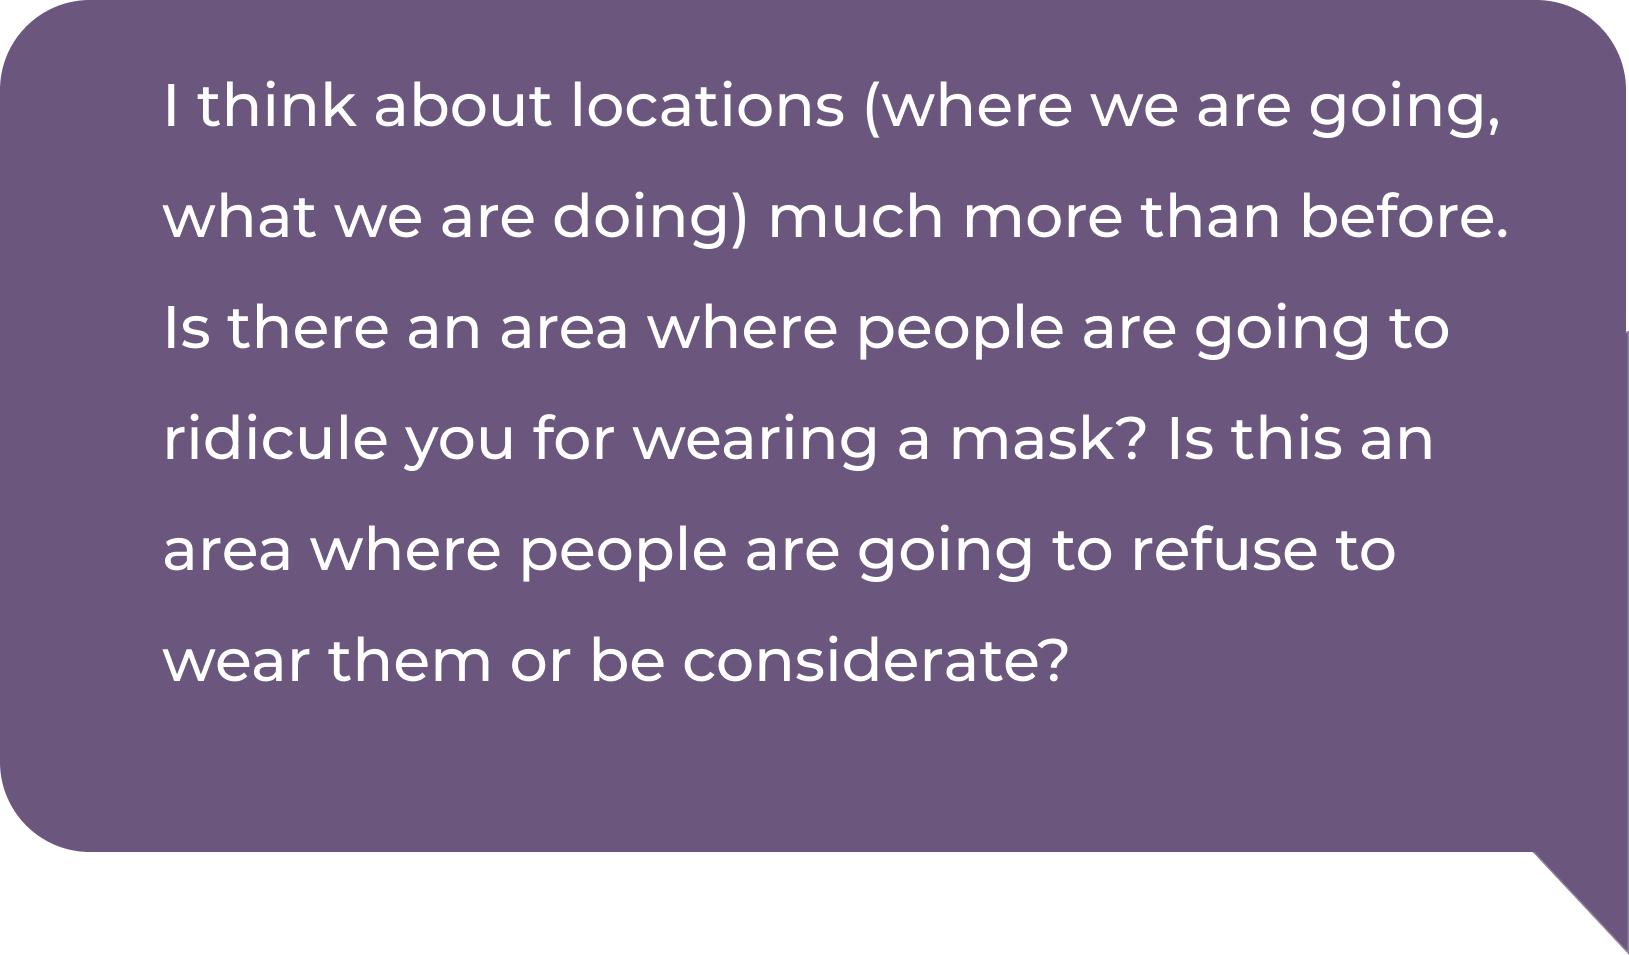 I think about locations (where we are going,
what we are doing) much more than before.
Is there an area where people are going to
ridicule you for wearing a mask? Is this an
area where people are going to refuse to
wear them or be considerate?